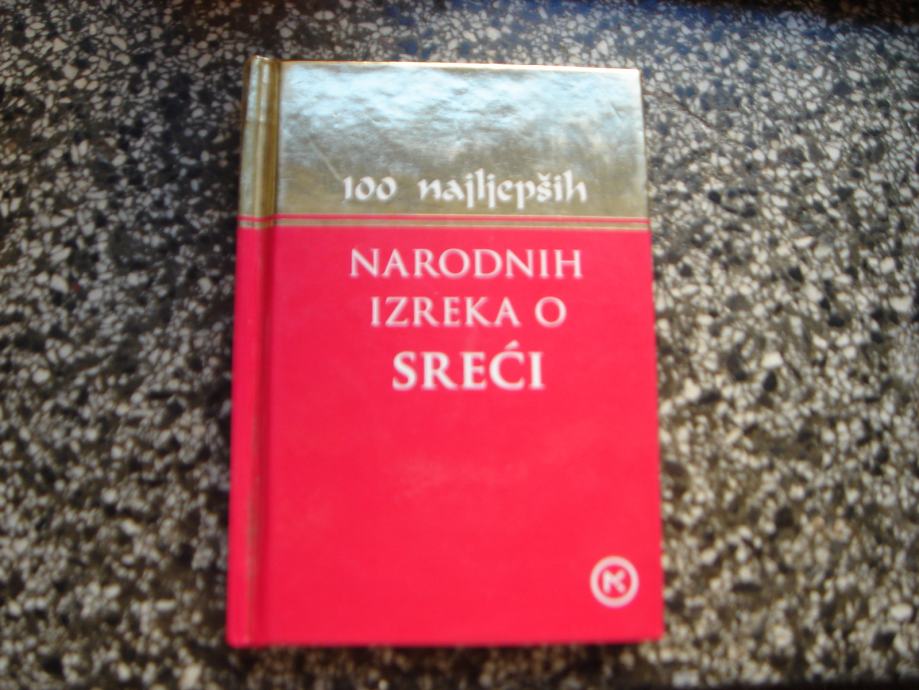 100 najljepših
NARODNIH
IZREKA O
SREĆI